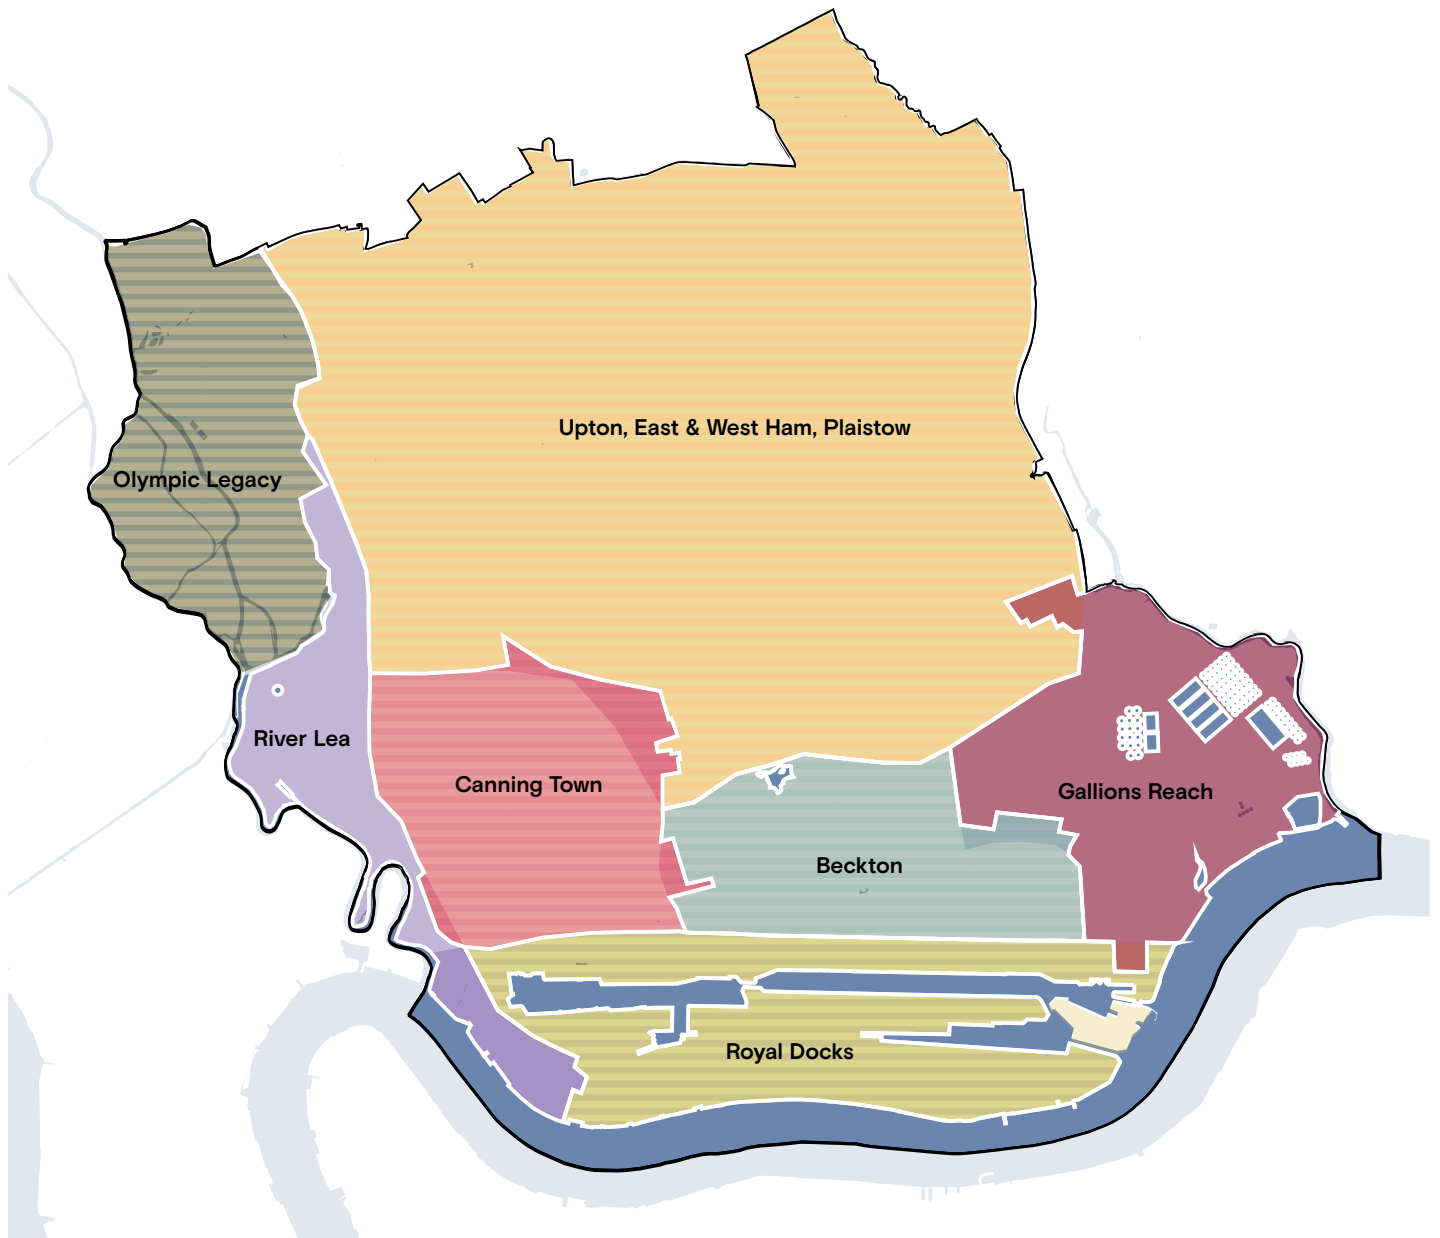 Upton, East & West Ham, Plaistow
Olympic Legacy
River Lea
Canning Town
Gallions Reach
Beckton
Royal Docks